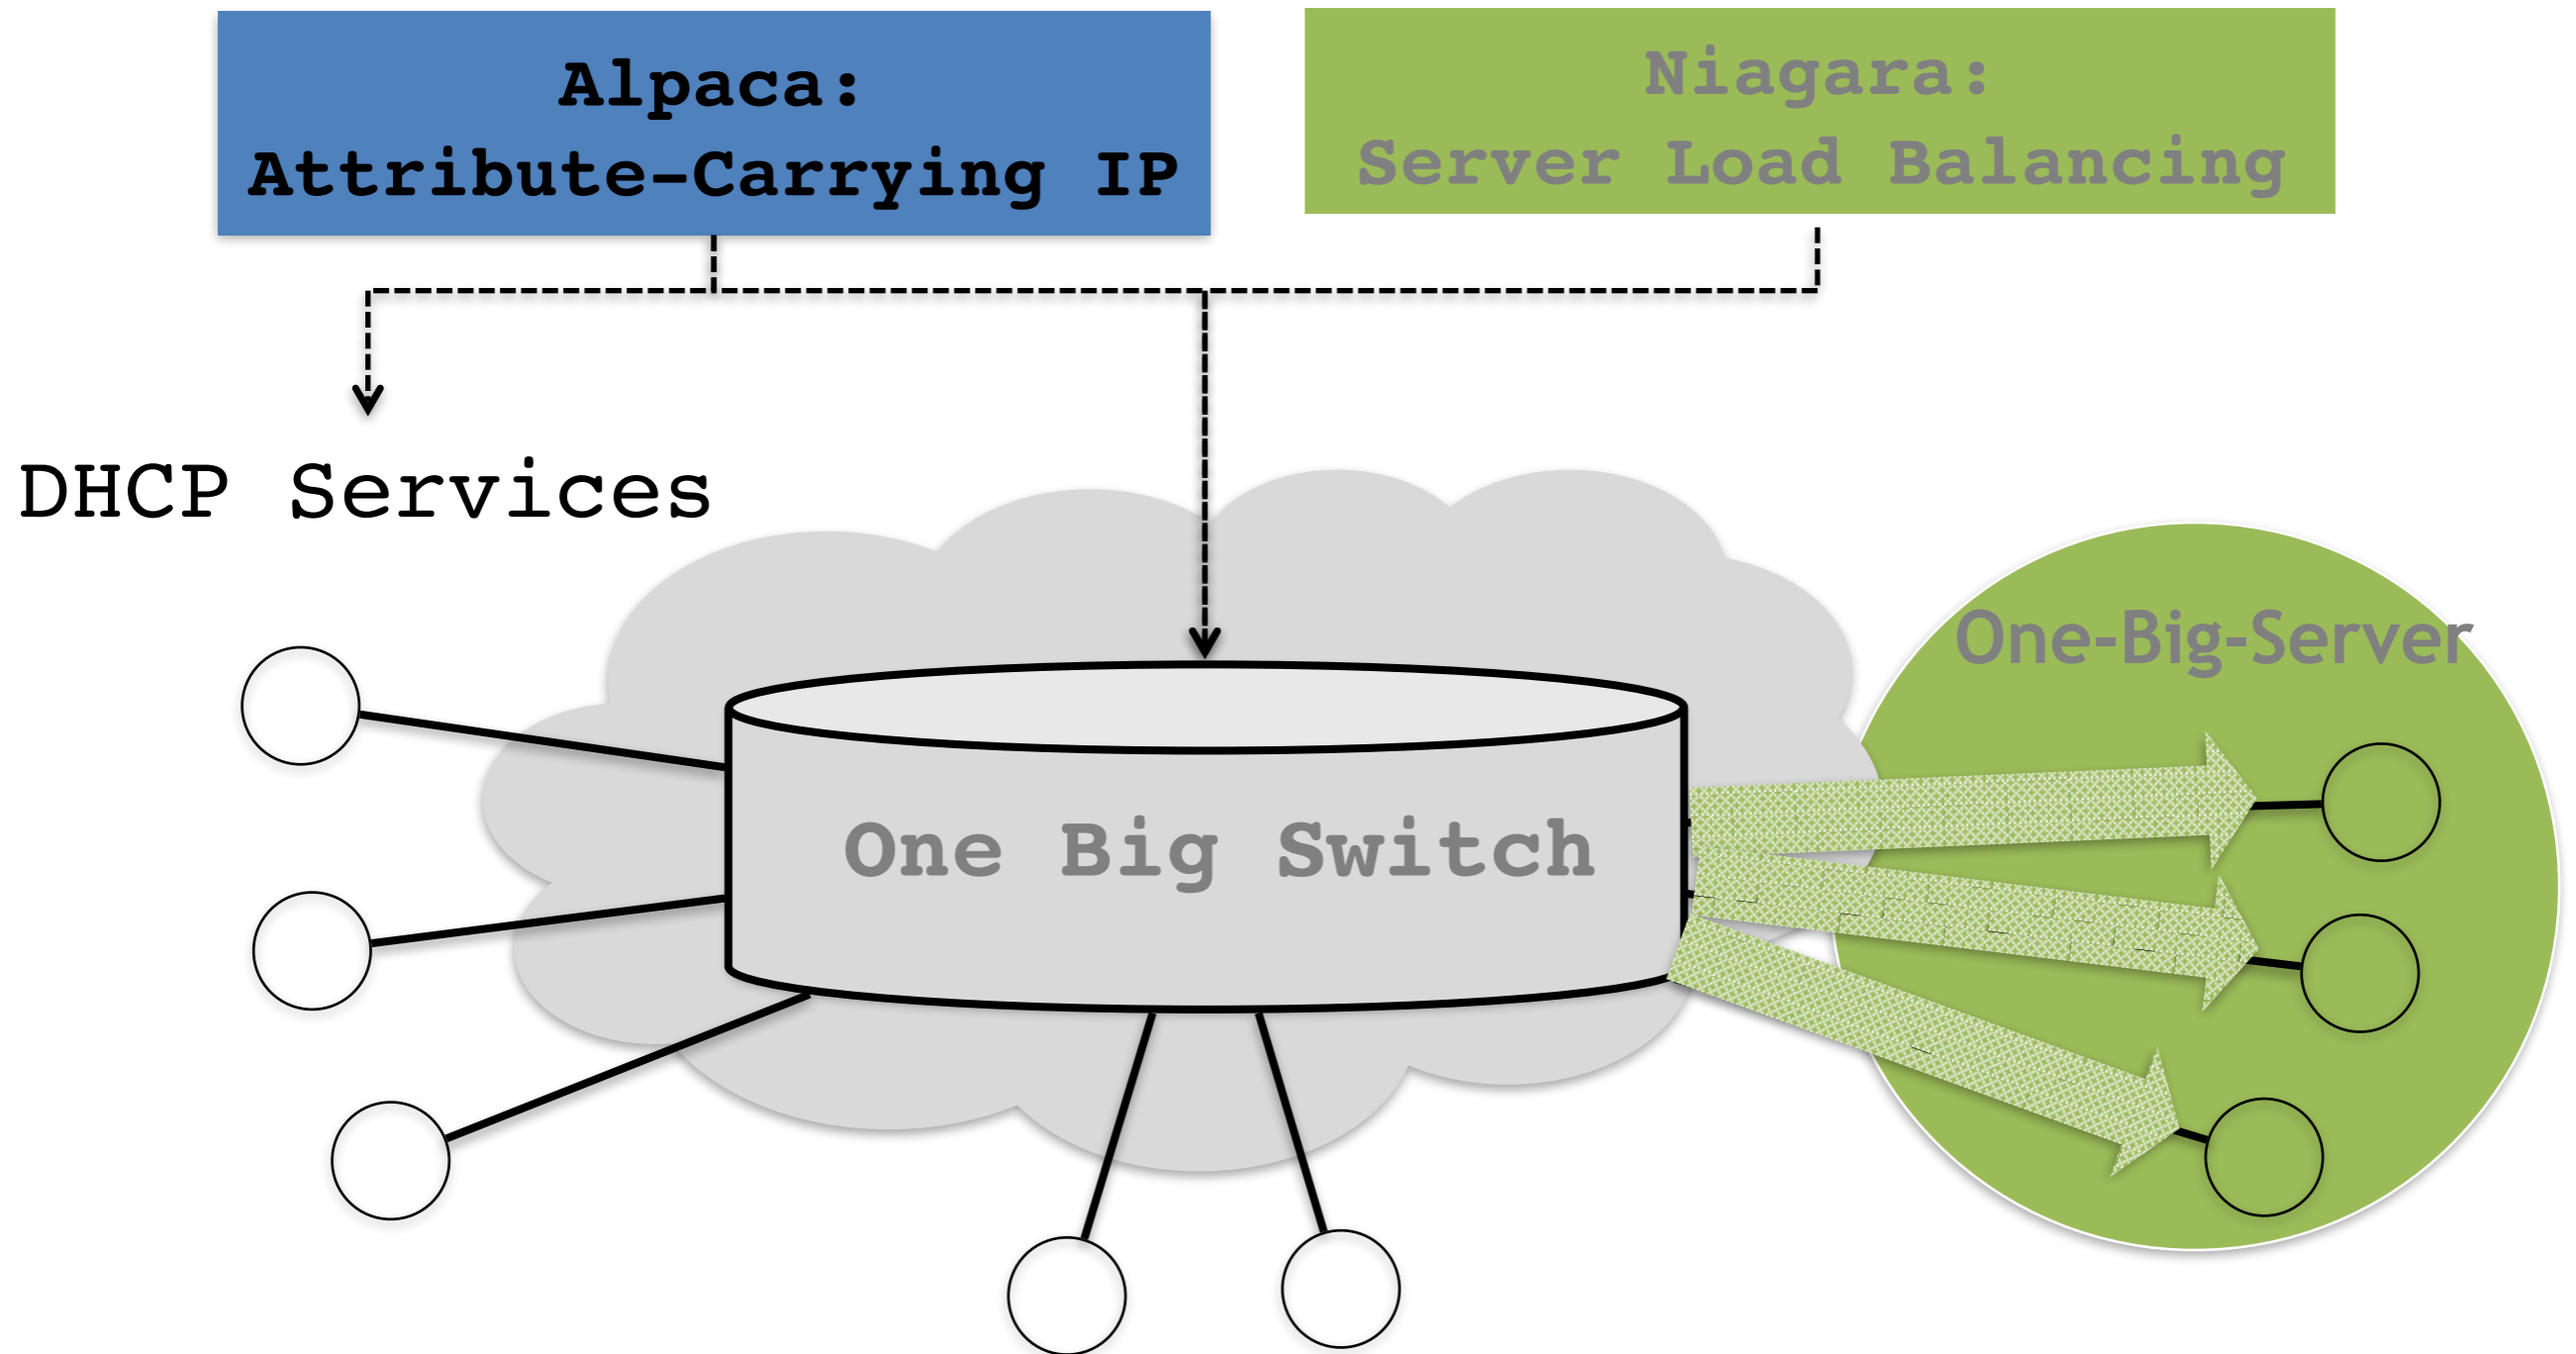 Alpaca:
Attribute-Carrying IP
Niagara:
Server Load Balancing
DHCP Services
One-Big-Server
One Big Switch